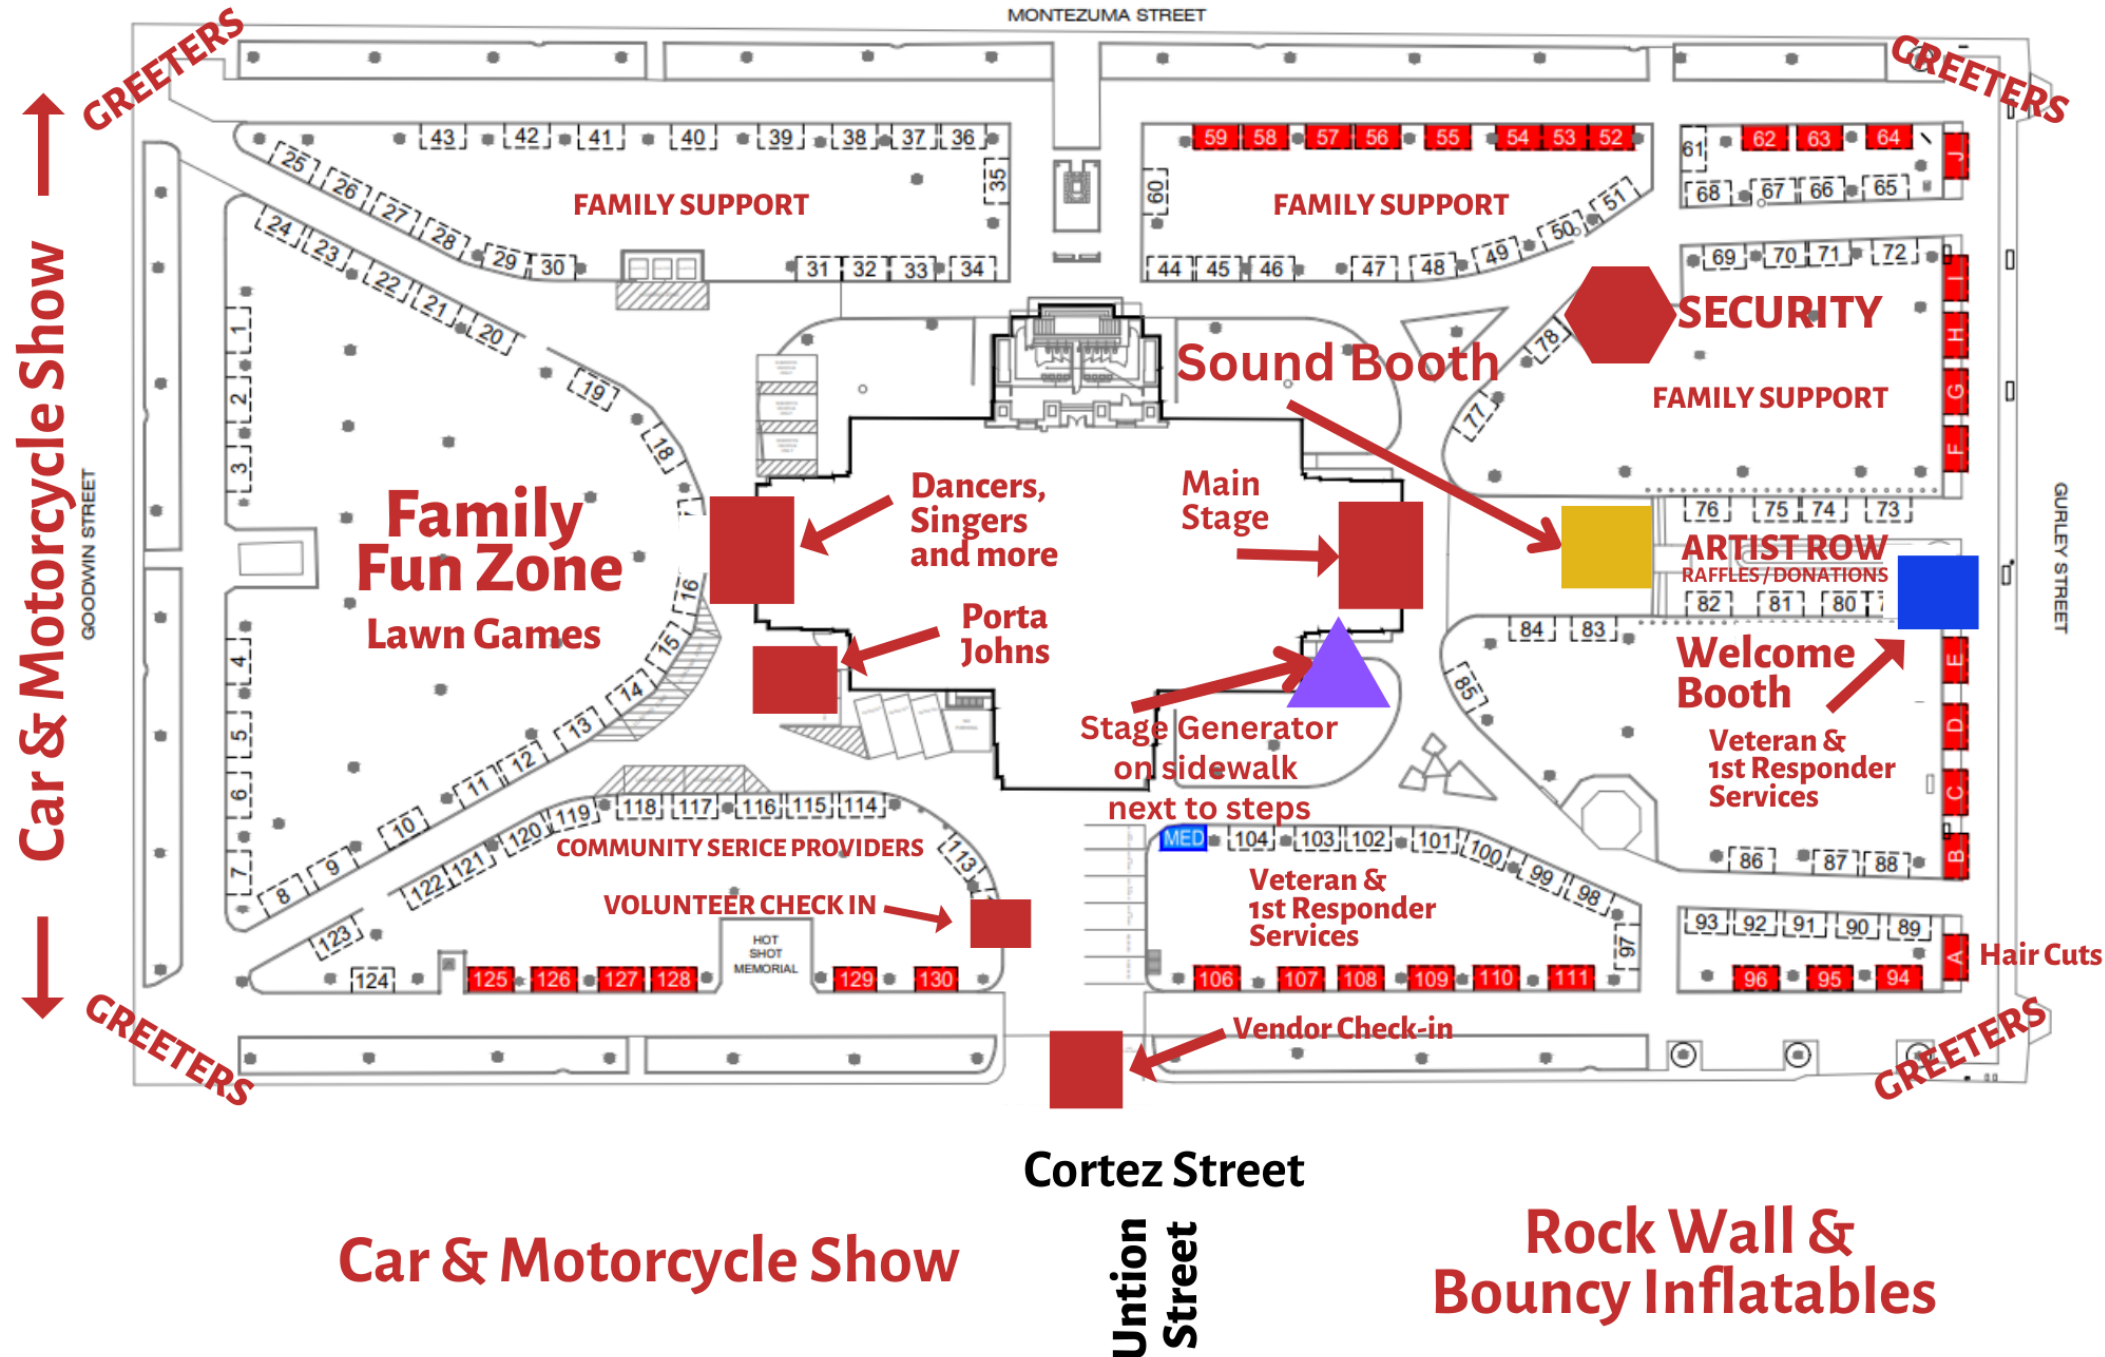 MONTEZUMA STREET
GREETERS
GREETERS
43 42 41 40 39 38 37 36
59 58 57 56 55 54 53 52
61 62 63 64 J
25 26 27 28 29 30
35
60
51 50 49
68 67 66 65
FAMILY SUPPORT
FAMILY SUPPORT
24 23 22 21 20
31 32 33 34
44 45 46 47 48
69 70 71 72
I
H
G
F
SECURITY
78
77
FAMILY SUPPORT
Sound Booth
19
18
1
2
3
Car & Motorcycle Show
GOODWIN STREET
GURLEY STREET
Family
Fun Zone
Lawn Games
Dancers,
Singers
and more
Main
Stage
76 75 74 73
ARTIST ROW
RAFFLES / DONATIONS
82 81 80
16
15
14
13
12
11
10
9
8
Porta
Johns
84 83
85
Welcome
Booth
Veteran &
1st Responder
Services
E
D
C
B
4
5
6
7
Stage Generator
on sidewalk
next to steps
119 118 117 116 115 114
120
121
122
123
124
113
COMMUNITY SERICE PROVIDERS
VOLUNTEER CHECK IN
MED 104 103 102 101 100 99 98
97
Veteran &
1st Responder
Services
86 87 88
93 92 91 90 89
A
Hair Cuts
HOT
SHOT
MEMORIAL
125 126 127 128 129 130
106 107 108 109 110 111
96 95 94
Vendor Check-in
GREETERS
GREETERS
Cortez Street
Car & Motorcycle Show
Untion
Street
Rock Wall &
Bouncy Inflatables